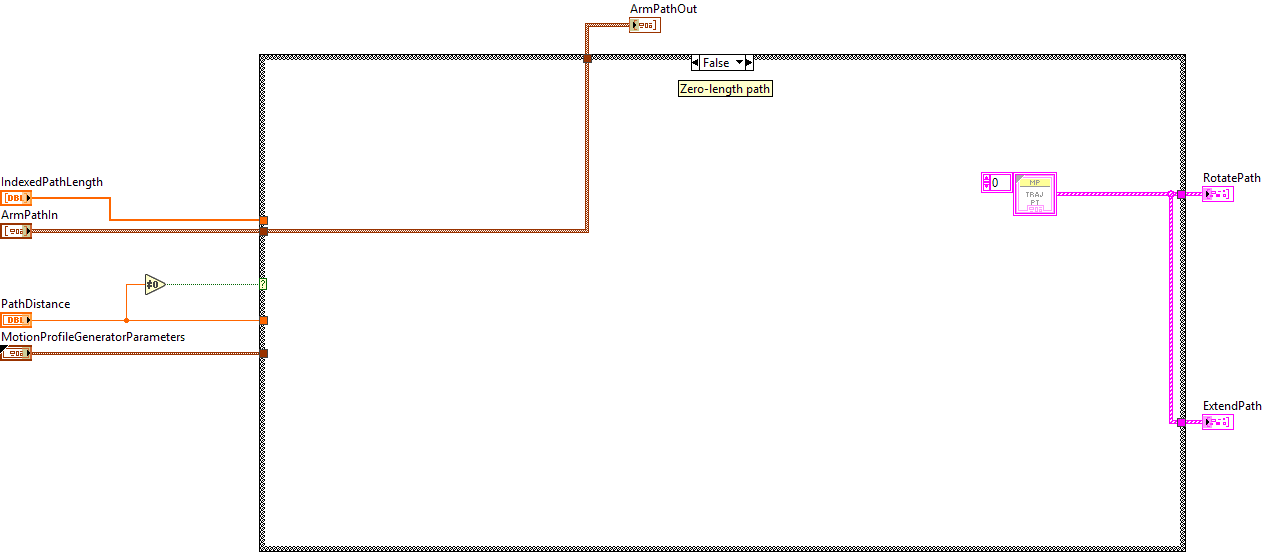 ArmPathOut
False
Zero-length path
IndexedPathLength
DBL
ArmPathIn
0
MP
TRAJ
PT
RotatePath
≠0
?
PathDistance
DBL
MotionProfileGeneratorParameters
ExtendPath